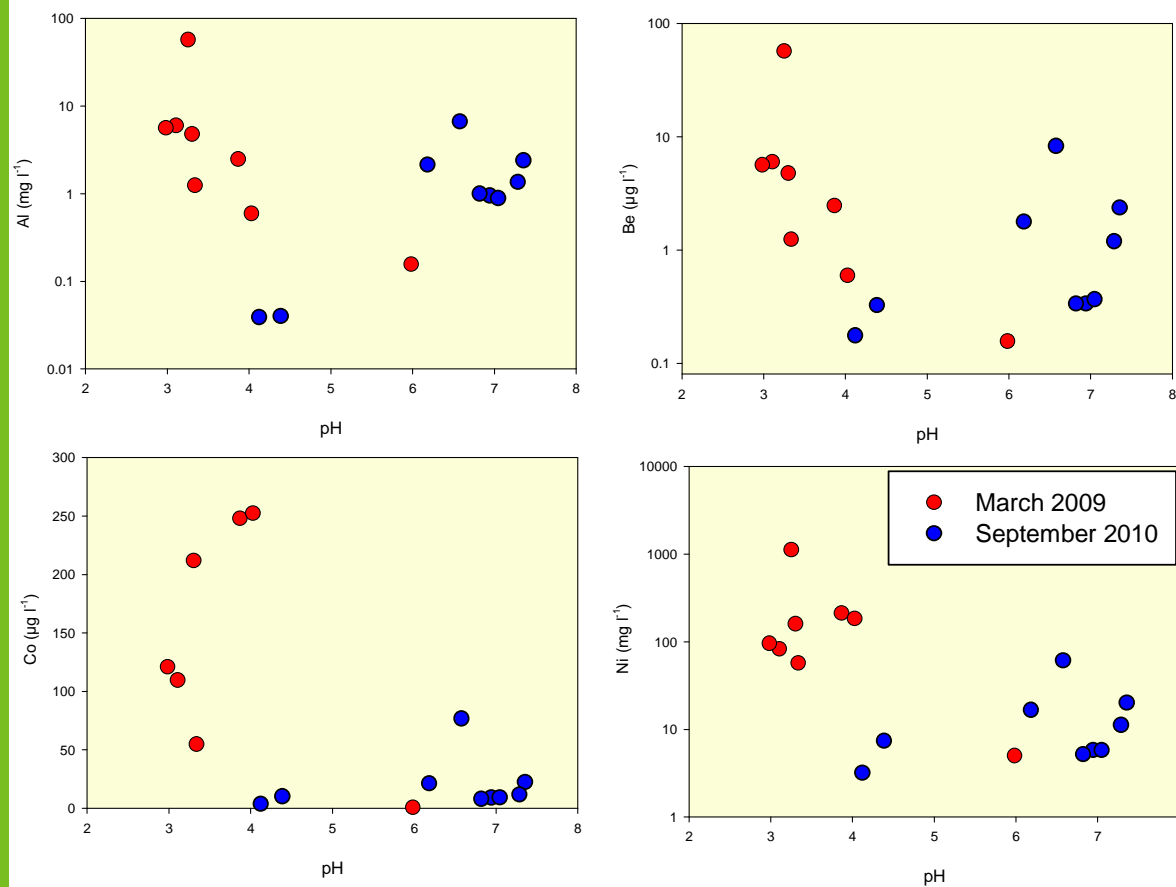 100
10
1
0.1
0.01
Al (mg l⁻¹)
2 3 4 5 6 7 8
pH
100
10
1
0.1
Be (µg l⁻¹)
2 3 4 5 6 7 8
pH
300
250
200
150
100
50
0
Co (µg l⁻¹)
2 3 4 5 6 7 8
pH
10000
1000
100
10
1
Ni (mg l⁻¹)
March 2009
September 2010
2 3 4 5 6 7
pH